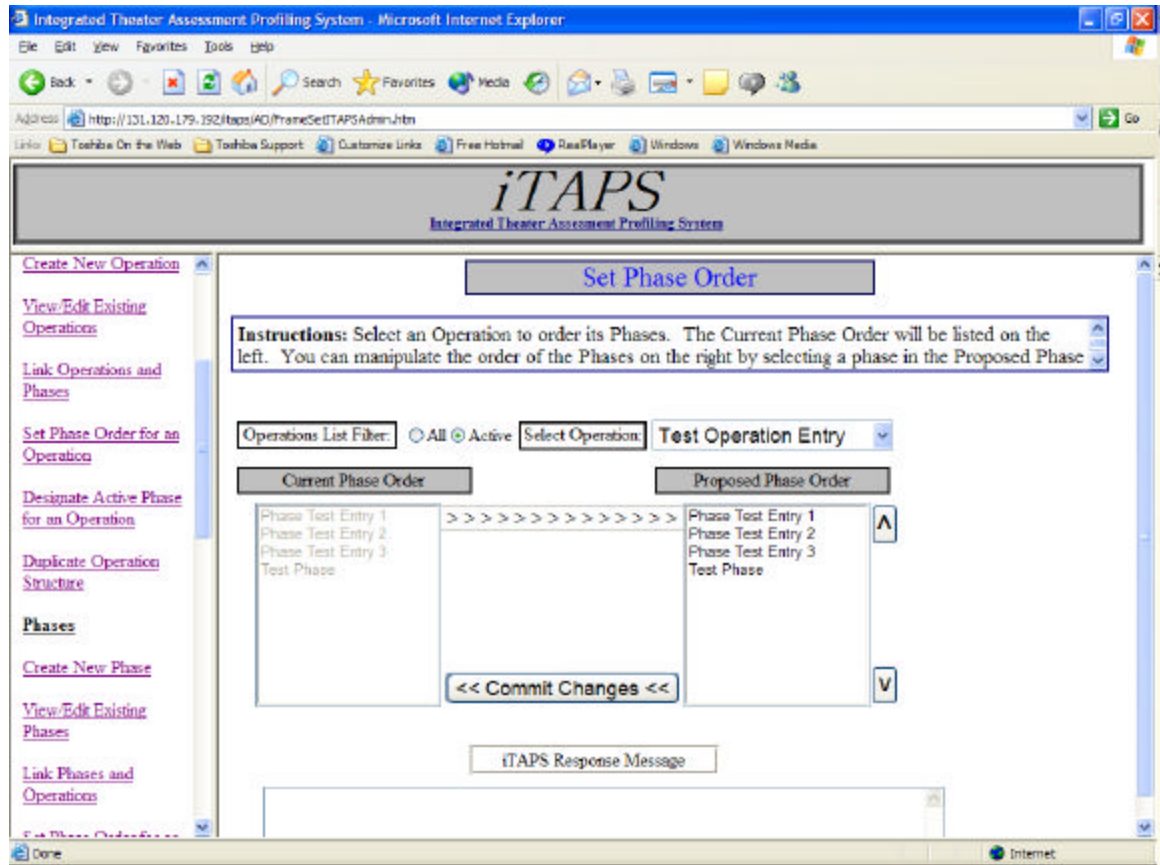 Integrated Theater Assessment Profiling System - Microsoft Internet Explorer
File Edit View Favorites Tools Help
Back Search Favorites Media
Address http://131.120.179.192/itaps/AO/FrameSetITAPSAdmin.htm Go
Links Toshiba On the Web Toshiba Support Customize Links Free Hotmail RealPlayer Windows Windows Media
iTAPS
Integrated Theater Assessment Profiling System
Create New Operation
View/Edit Existing
Operations
Link Operations and
Phases
Set Phase Order for an
Operation
Designate Active Phase
for an Operation
Duplicate Operation
Structure
Phases
Create New Phase
View/Edit Existing
Phases
Link Phases and
Operations
Set Phase Order for an
Set Phase Order
Instructions: Select an Operation to order its Phases. The Current Phase Order will be listed on the
left. You can manipulate the order of the Phases on the right by selecting a phase in the Proposed Phase
Operations List Filter: All Active Select Operation: Test Operation Entry
Current Phase Order Proposed Phase Order
Phase Test Entry 1 > > > > > > > > > > > > > > Phase Test Entry 1
Phase Test Entry 2 Phase Test Entry 2
Phase Test Entry 3 Phase Test Entry 3
Test Phase Test Phase
Λ
<< Commit Changes << V
iTAPS Response Message
Done Internet